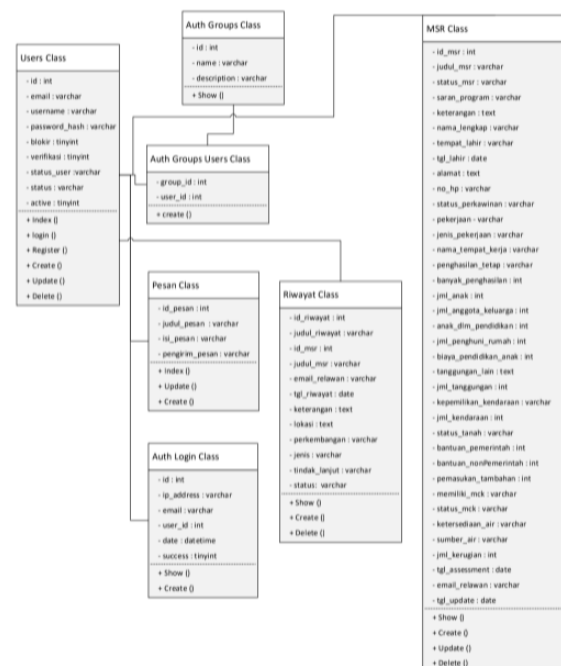 Users Class
- id : int
- email : varchar
- username : varchar
- password_hash : varchar
- blokir : tinyint
- verifikasi : tinyint
- status_user :varchar
- status : varchar
- active : tinyint
+ Index ()
+ login ()
+ Register ()
+ Create ()
+ Update ()
+ Delete ()
Auth Groups Class
- id : int
- name : varchar
- description : varchar
+ Show ()
Auth Groups Users Class
- group_id : int
- user_id : int
+ create ()
Pesan Class
- id_pesan : int
- judul_pesan : varchar
- isi_pesan : varchar
- pengirim_pesan : varchar
+ Index ()
+ Update ()
+ Create ()
Auth Login Class
- id : int
- ip_address : varchar
- email : varchar
- user_id : int
- date : datetime
- success : tinyint
+ Show ()
+ Create ()
Riwayat Class
- id_riwayat : int
- judul_riwayat : varchar
- id_msr : int
- judul_msr : varchar
- email_relawan : varchar
- tgl_riwayat : date
- keterangan : text
- lokasi : text
- perkembangan : varchar
- jenis : varchar
- tindak_lanjut : varchar
- status: varchar
+ Show ()
+ Create ()
+ Delete ()
MSR Class
- id_msr : int
- judul_msr : varchar
- status_msr : varchar
- saran_program : varchar
- keterangan : text
- nama_lengkap : varchar
- tempat_lahir : varchar
- tgl_lahir : date
- alamat : text
- no_hp : varchar
- status_perkawinan : varchar
- pekerjaan - varchar
- jenis_pekerjaan : varchar
- nama_tempat_kerja : varchar
- penghasilan_tetap : varchar
- banyak_penghasilan : int
- jml_anak : int
- jml_anggota_keluarga : int
- anak_dlm_pendidikan : int
- jml_penghuni_rumah : int
- biaya_pendidikan_anak : int
- tanggungan_lain : text
- jml_tanggungan : int
- kepemilikan_kendaraan : varchar
- jml_kendaraan : int
- status_tanah : varchar
- bantuan_pemerintah : int
- bantuan_nonPemerintah : int
- pemasukan_tambahan : int
- memiliki_mck : varchar
- status_mck : varchar
- ketersediaan_air : varchar
- sumber_air : varchar
- jml_kerugian : int
- tgl_assessment : date
- email_relawan : varchar
- tgl_update : date
+ Show ()
+ Create ()
+ Update ()
+ Delete ()